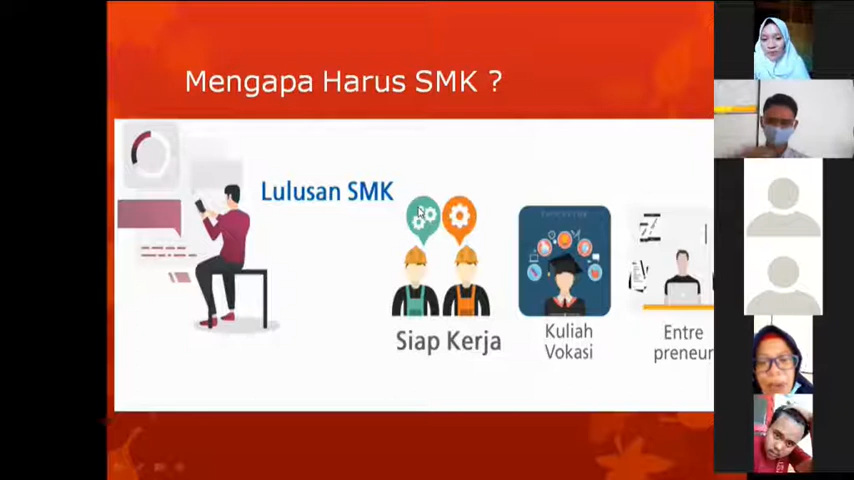 Mengapa Harus SMK ?
Lulusan SMK
Siap Kerja
Kuliah
Vokasi
Entre
preneur